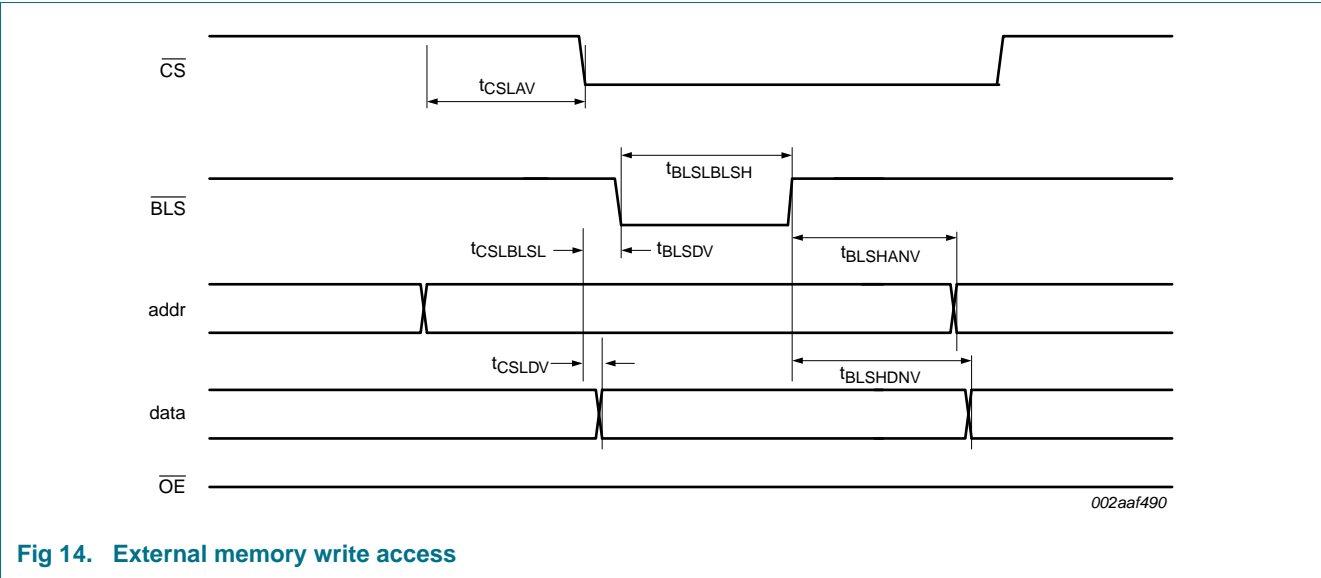 CS
tCSLAV
tBLSLBLSH
BLS
tCSLBLSL
tBLSDV
tBLSHANV
addr
tCSLDV
tBLSHDNV
data
OE
002aaf490
Fig 14. External memory write access